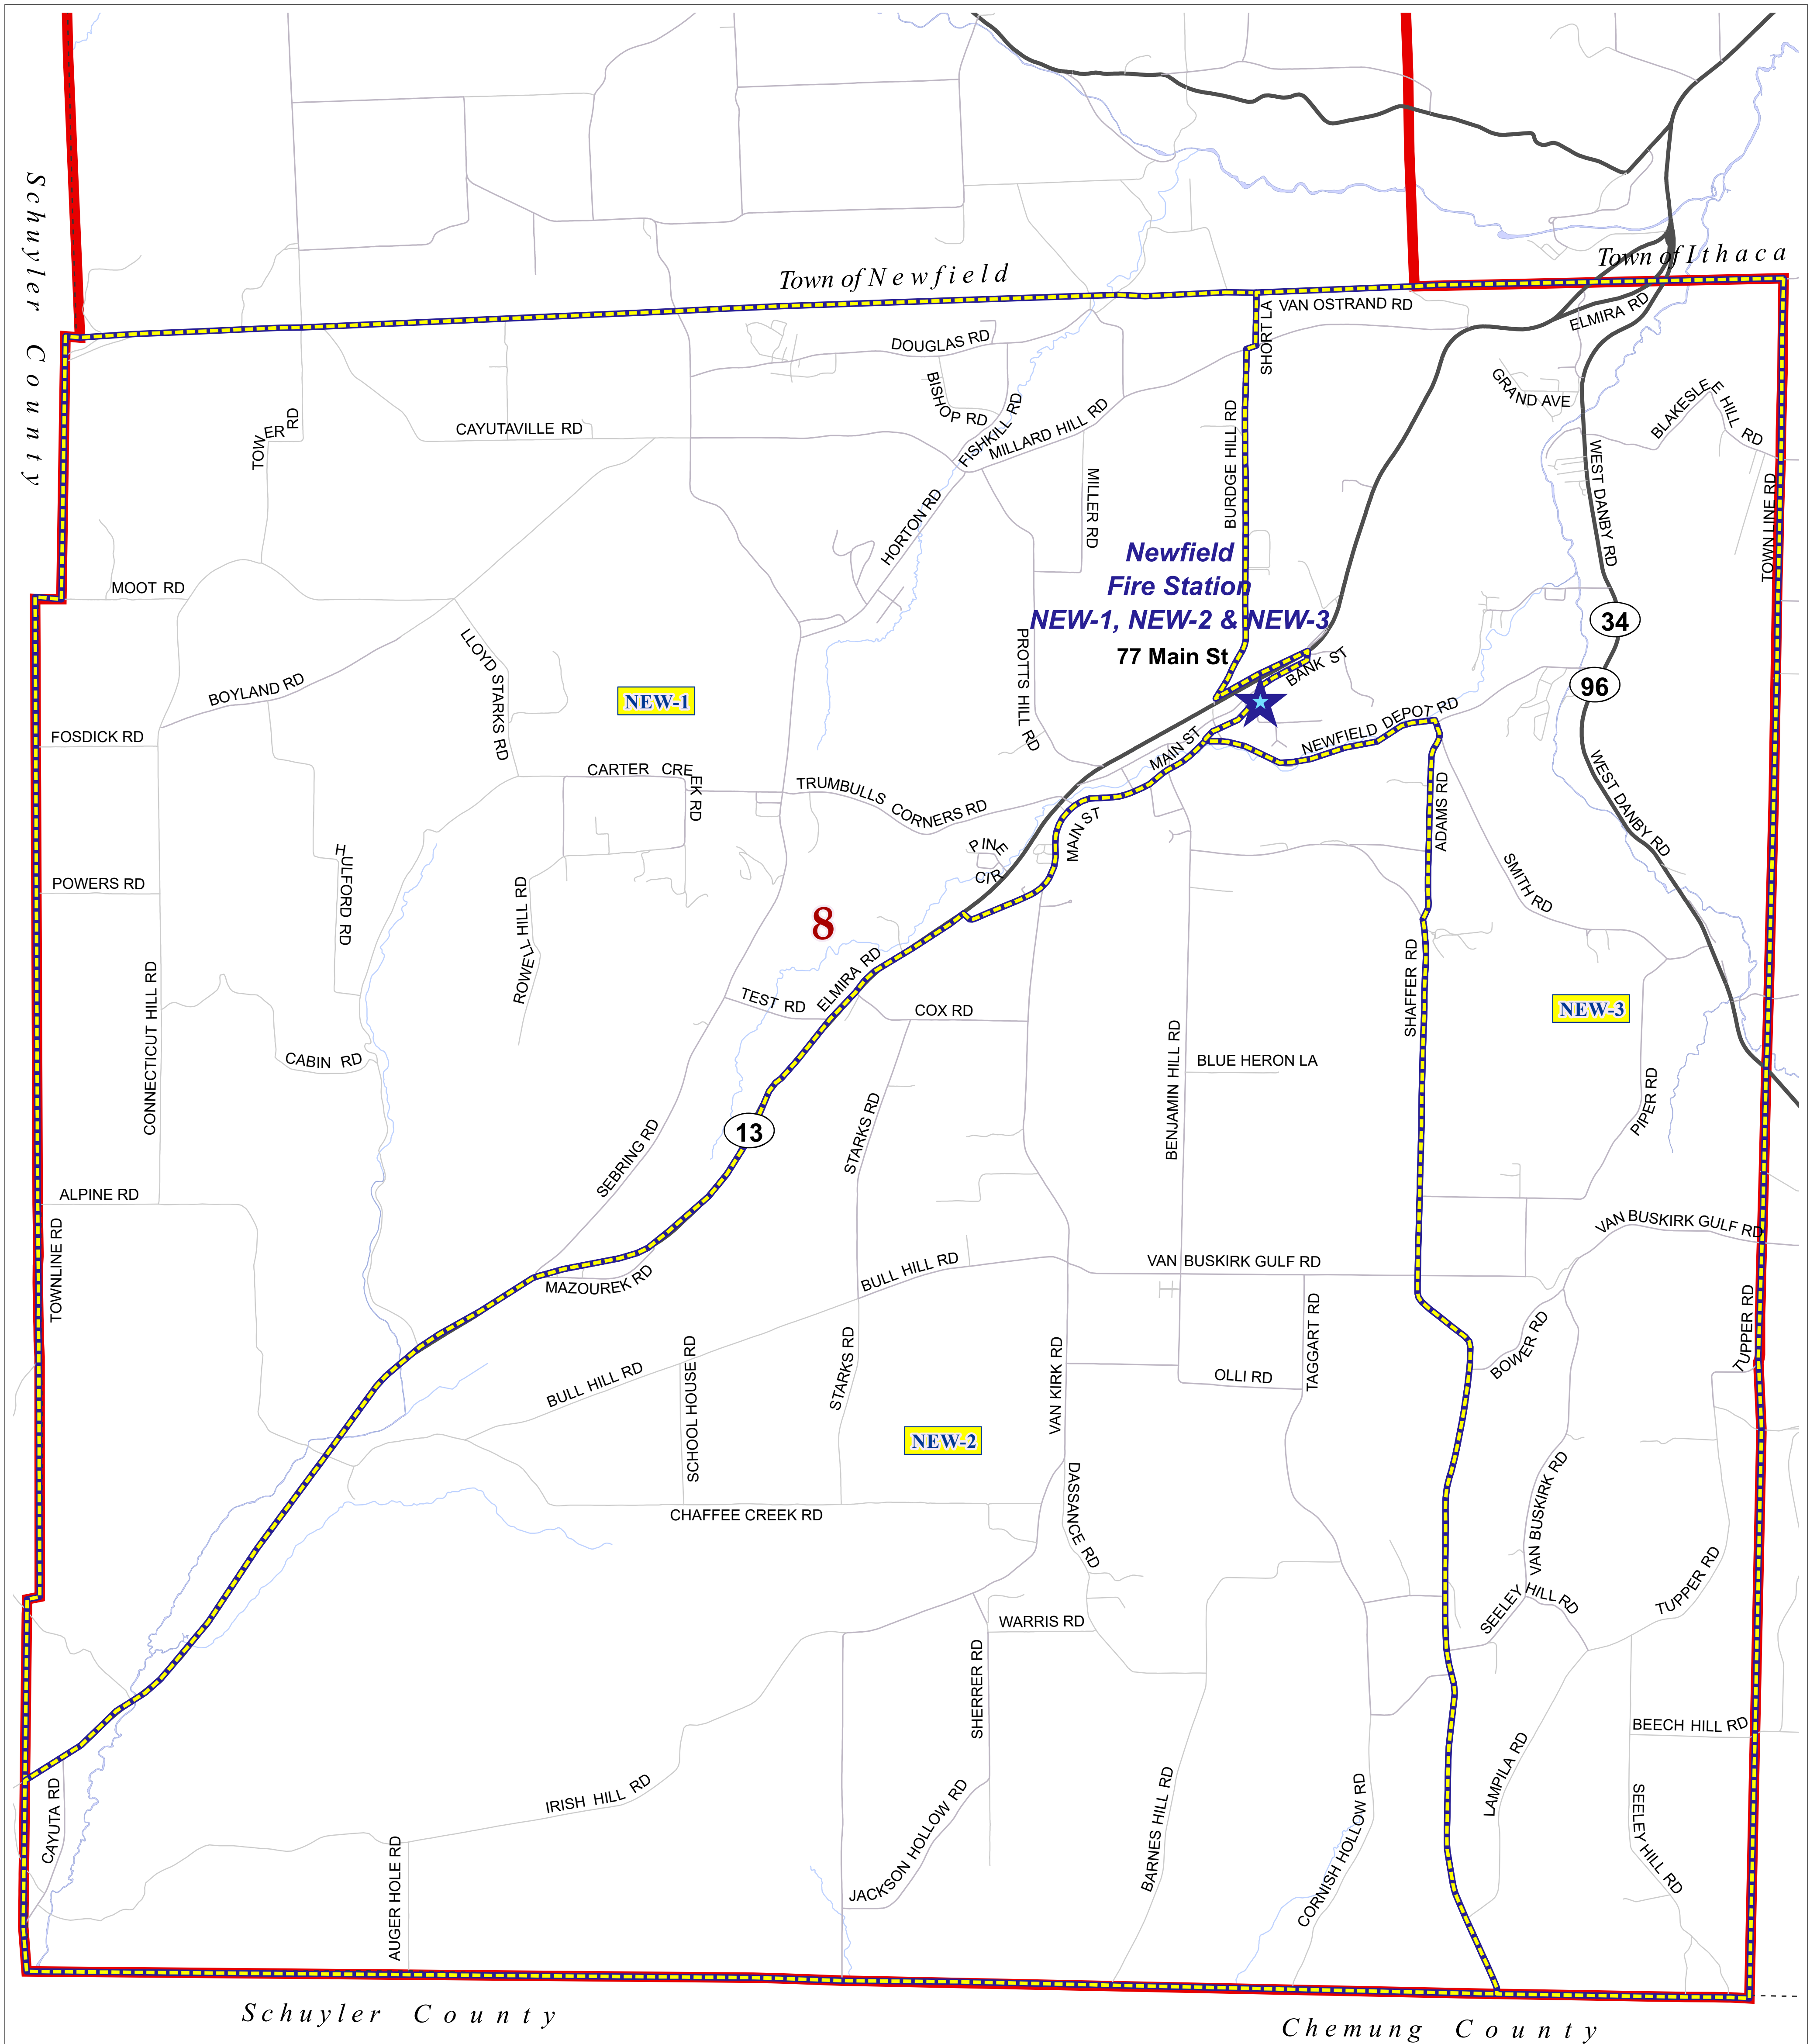 Schuyler County
Town of Newfield
Town of Ithaca
VAN OSTRAND RD
SHORT LA
ELMIRA RD
DOUGLAS RD
BISHOP RD
FISHKILL RD
MILLARD HILL RD
GRAND AVE
BLAKESLEE HILL RD
TOWER RD
CAYUTAVILLE RD
BURDGE HILL RD
WEST DANBY RD
TOWN LINE RD
MILLER RD
HORTON RD
Newfield
Fire Station
NEW-1, NEW-2 & NEW-3
77 Main St
MOOT RD
34
96
LLOYD STARKS RD
PROTTS HILL RD
BANK ST
BOYLAND RD
NEW-1
FOSDICK RD
NEWFIELD DEPOT RD
MAIN ST
WEST DANBY RD
CARTER CREEK RD
TRUMBULLS CORNERS RD
ADAMS RD
MAIN ST
PINE CIR
HULFORD RD
POWERS RD
SMITH RD
ROWELL HILL RD
8
CONNECTICUT HILL RD
ELMIRA RD
TEST RD
COX RD
SHAFFER RD
NEW-3
CABIN RD
BENJAMIN HILL RD
BLUE HERON LA
PIPER RD
13
STARKS RD
SEBRING RD
ALPINE RD
TOWNLINE RD
VAN BUSKIRK GULF RD
BULL HILL RD
VAN BUSKIRK GULF RD
MAZOUREK RD
TAGGART RD
TUPPER RD
BOWER RD
STARKS RD
SCHOOL HOUSE RD
BULL HILL RD
VAN KIRK RD
OLLI RD
NEW-2
DASSANCE RD
VAN BUSKIRK RD
CHAFFEE CREEK RD
TUPPER RD
SEELEY HILL RD
WARRIS RD
SHERRER RD
BEECH HILL RD
LAMPILA RD
CAYUTA RD
IRISH HILL RD
JACKSON HOLLOW RD
BARNES HILL RD
CORNISH HOLLOW RD
SEELEY HILL RD
AUGER HOLE RD
Schuyler County
Chemung County